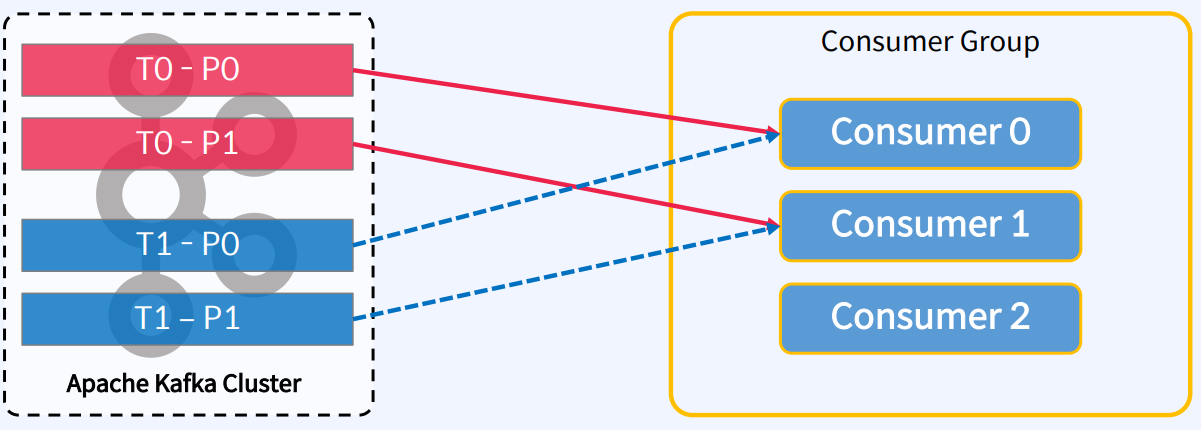 T0 - P0
T0 - P1
T1 - P0
T1 – P1
Apache Kafka Cluster
Consumer Group
Consumer 0
Consumer 1
Consumer 2